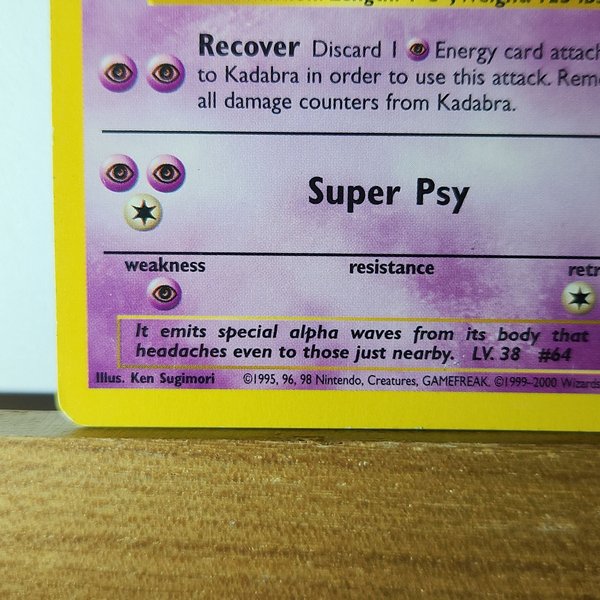 Recover Discard 1 Energy card attach
to Kadabra in order to use this attack. Rem
all damage counters from Kadabra.
Super Psy
weakness resistance retr
It emits special alpha waves from its body that
headaches even to those just nearby. LV. 38 #64
Illus. Ken Sugimori ©1995, 96, 98 Nintendo, Creatures, GAMEFREAK. ©1999–2000 Wizards